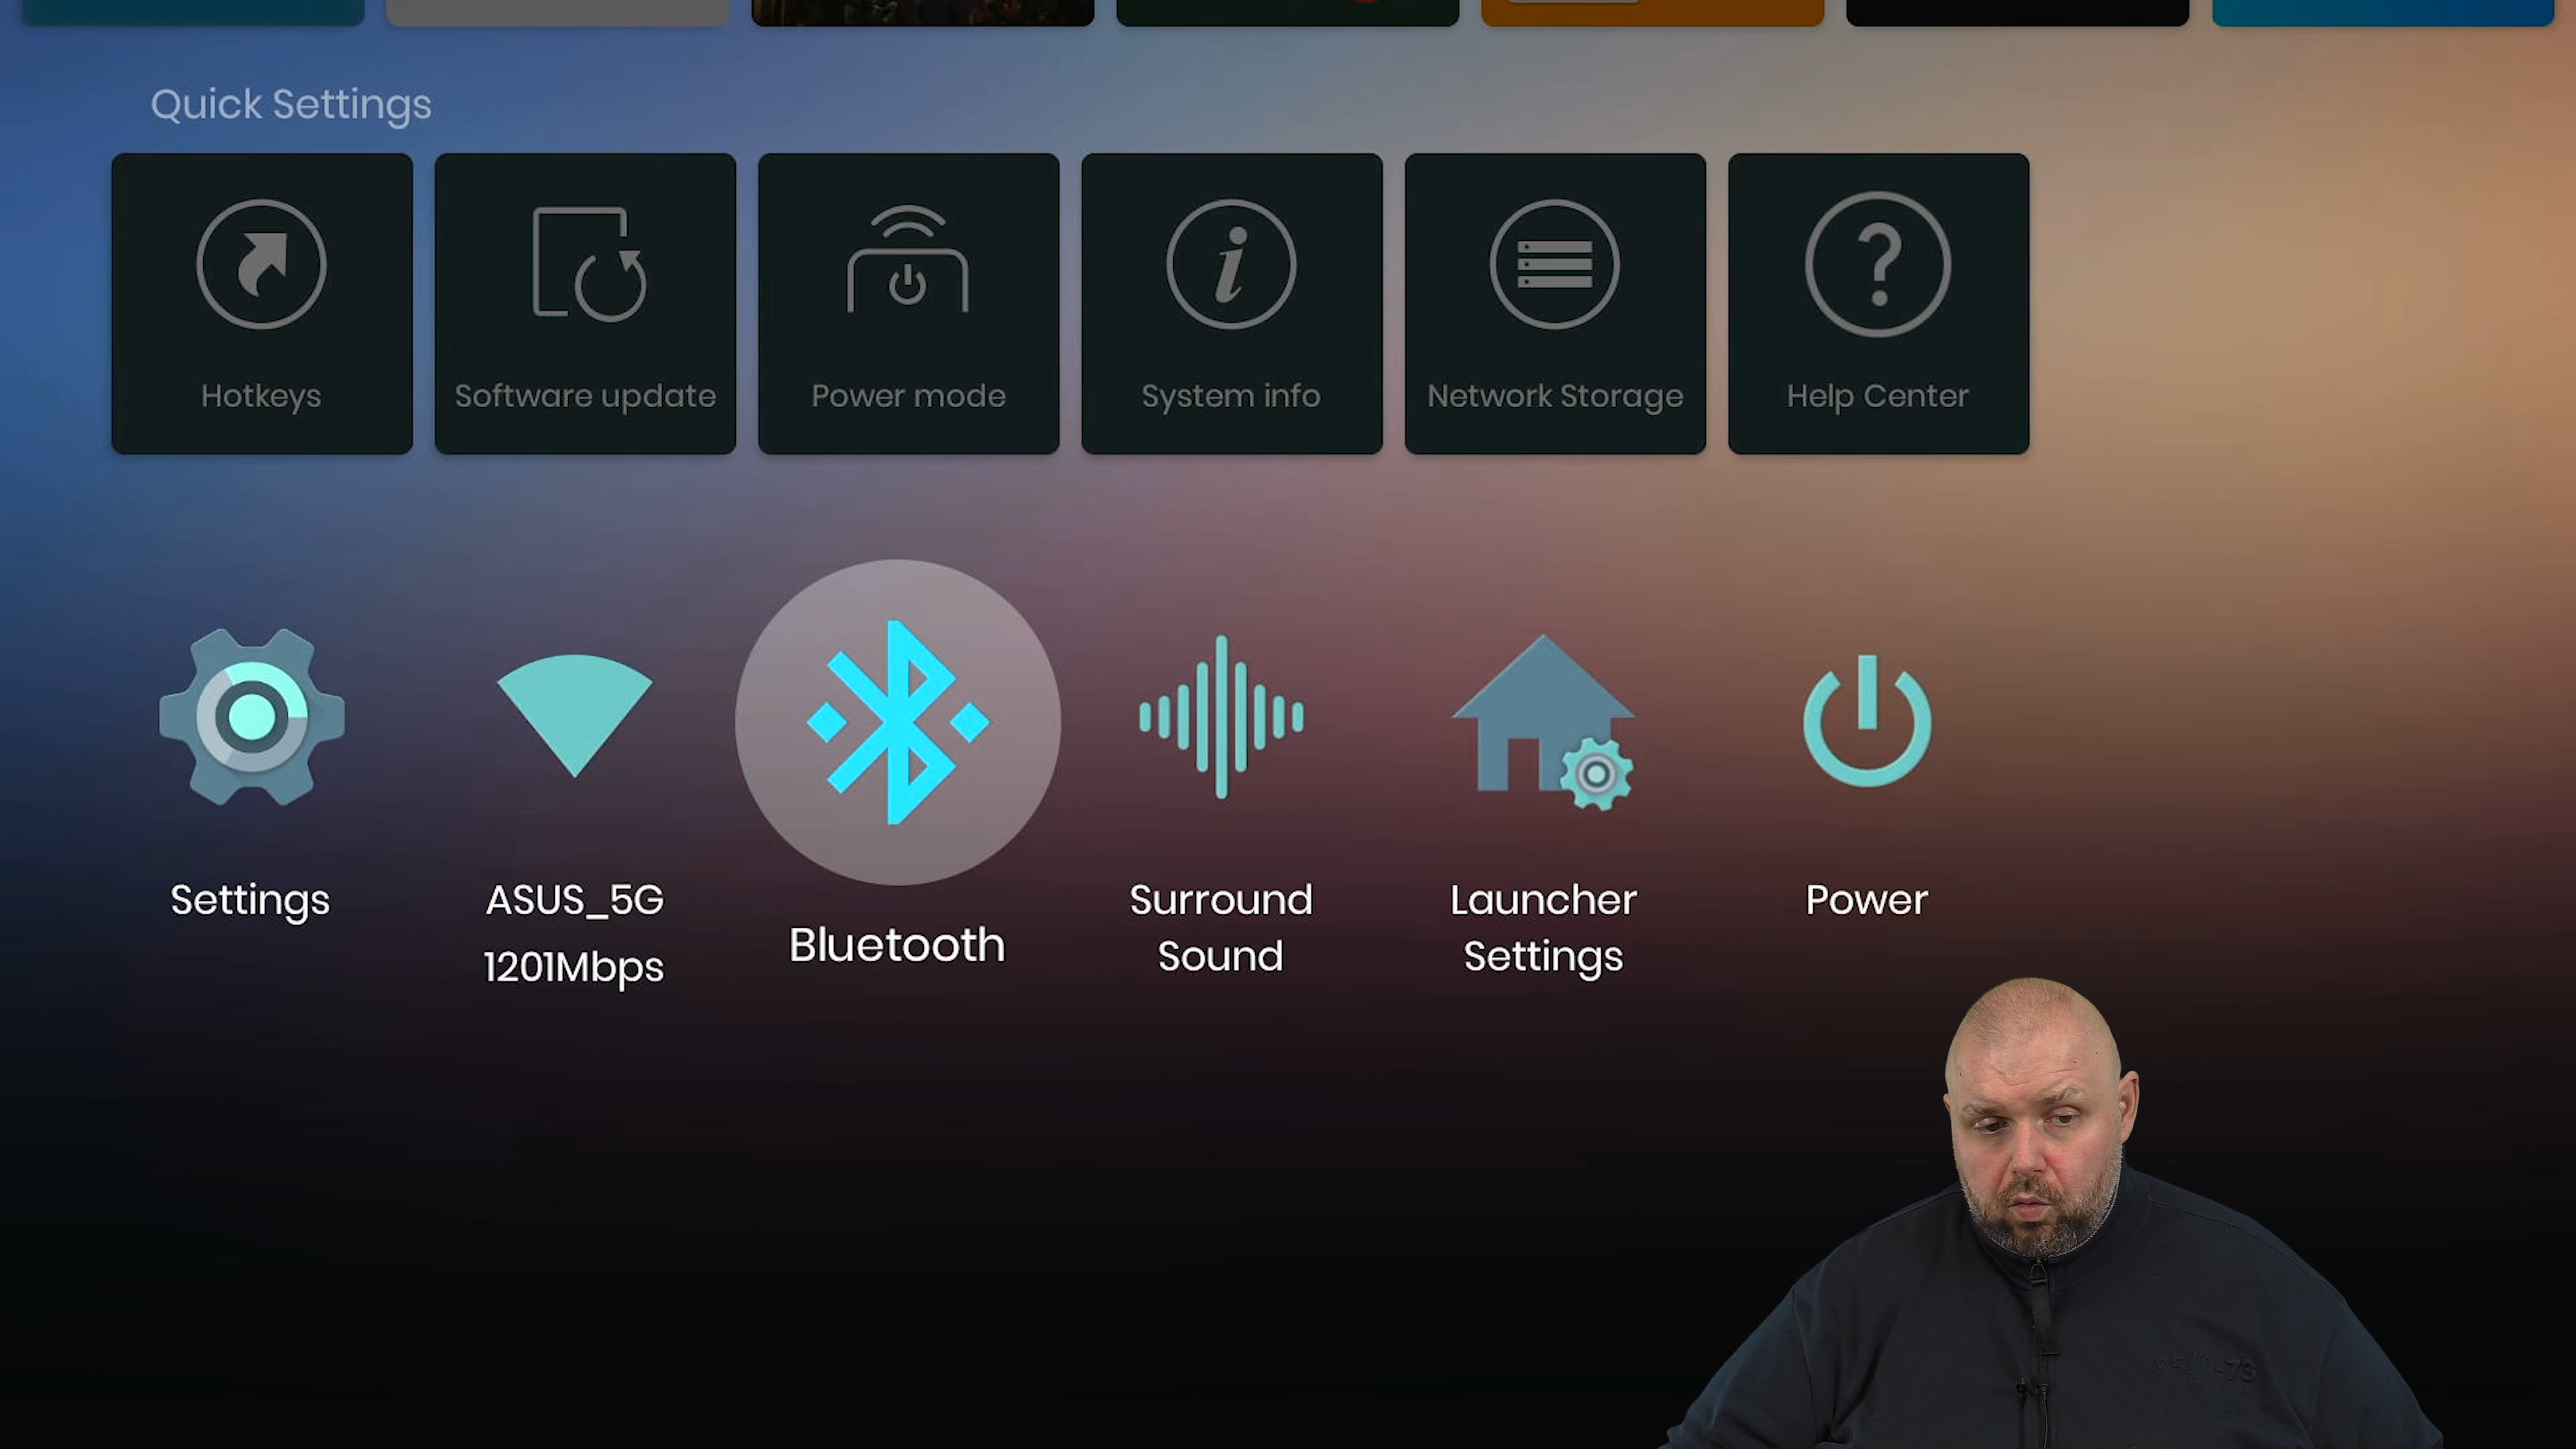 Quick Settings
Hotkeys
Software update
Power mode
System info
Network Storage
Help Center
Settings
ASUS_5G
1201Mbps
Bluetooth
Surround
Sound
Launcher
Settings
Power